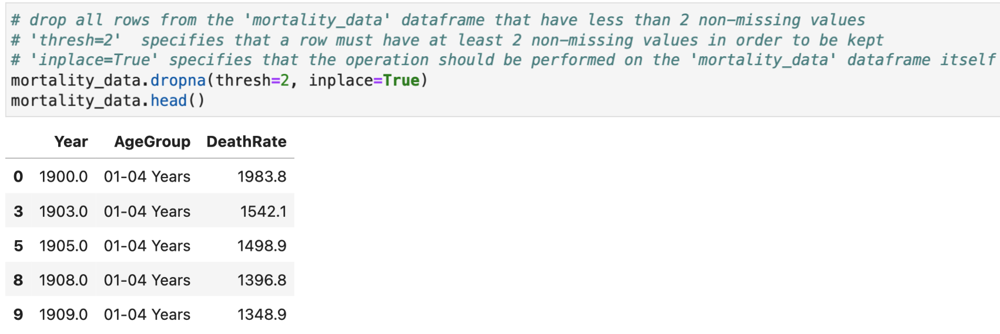 # drop all rows from the 'mortality_data' dataframe that have less than 2 non-missing values
# 'thresh=2'  specifies that a row must have at least 2 non-missing values in order to be kept
# 'inplace=True' specifies that the operation should be performed on the 'mortality_data' dataframe itself
mortality_data.dropna(thresh=2, inplace=True)
mortality_data.head()
Year AgeGroup DeathRate
0 1900.0 01-04 Years 1983.8
3 1903.0 01-04 Years 1542.1
5 1905.0 01-04 Years 1498.9
8 1908.0 01-04 Years 1396.8
9 1909.0 01-04 Years 1348.9